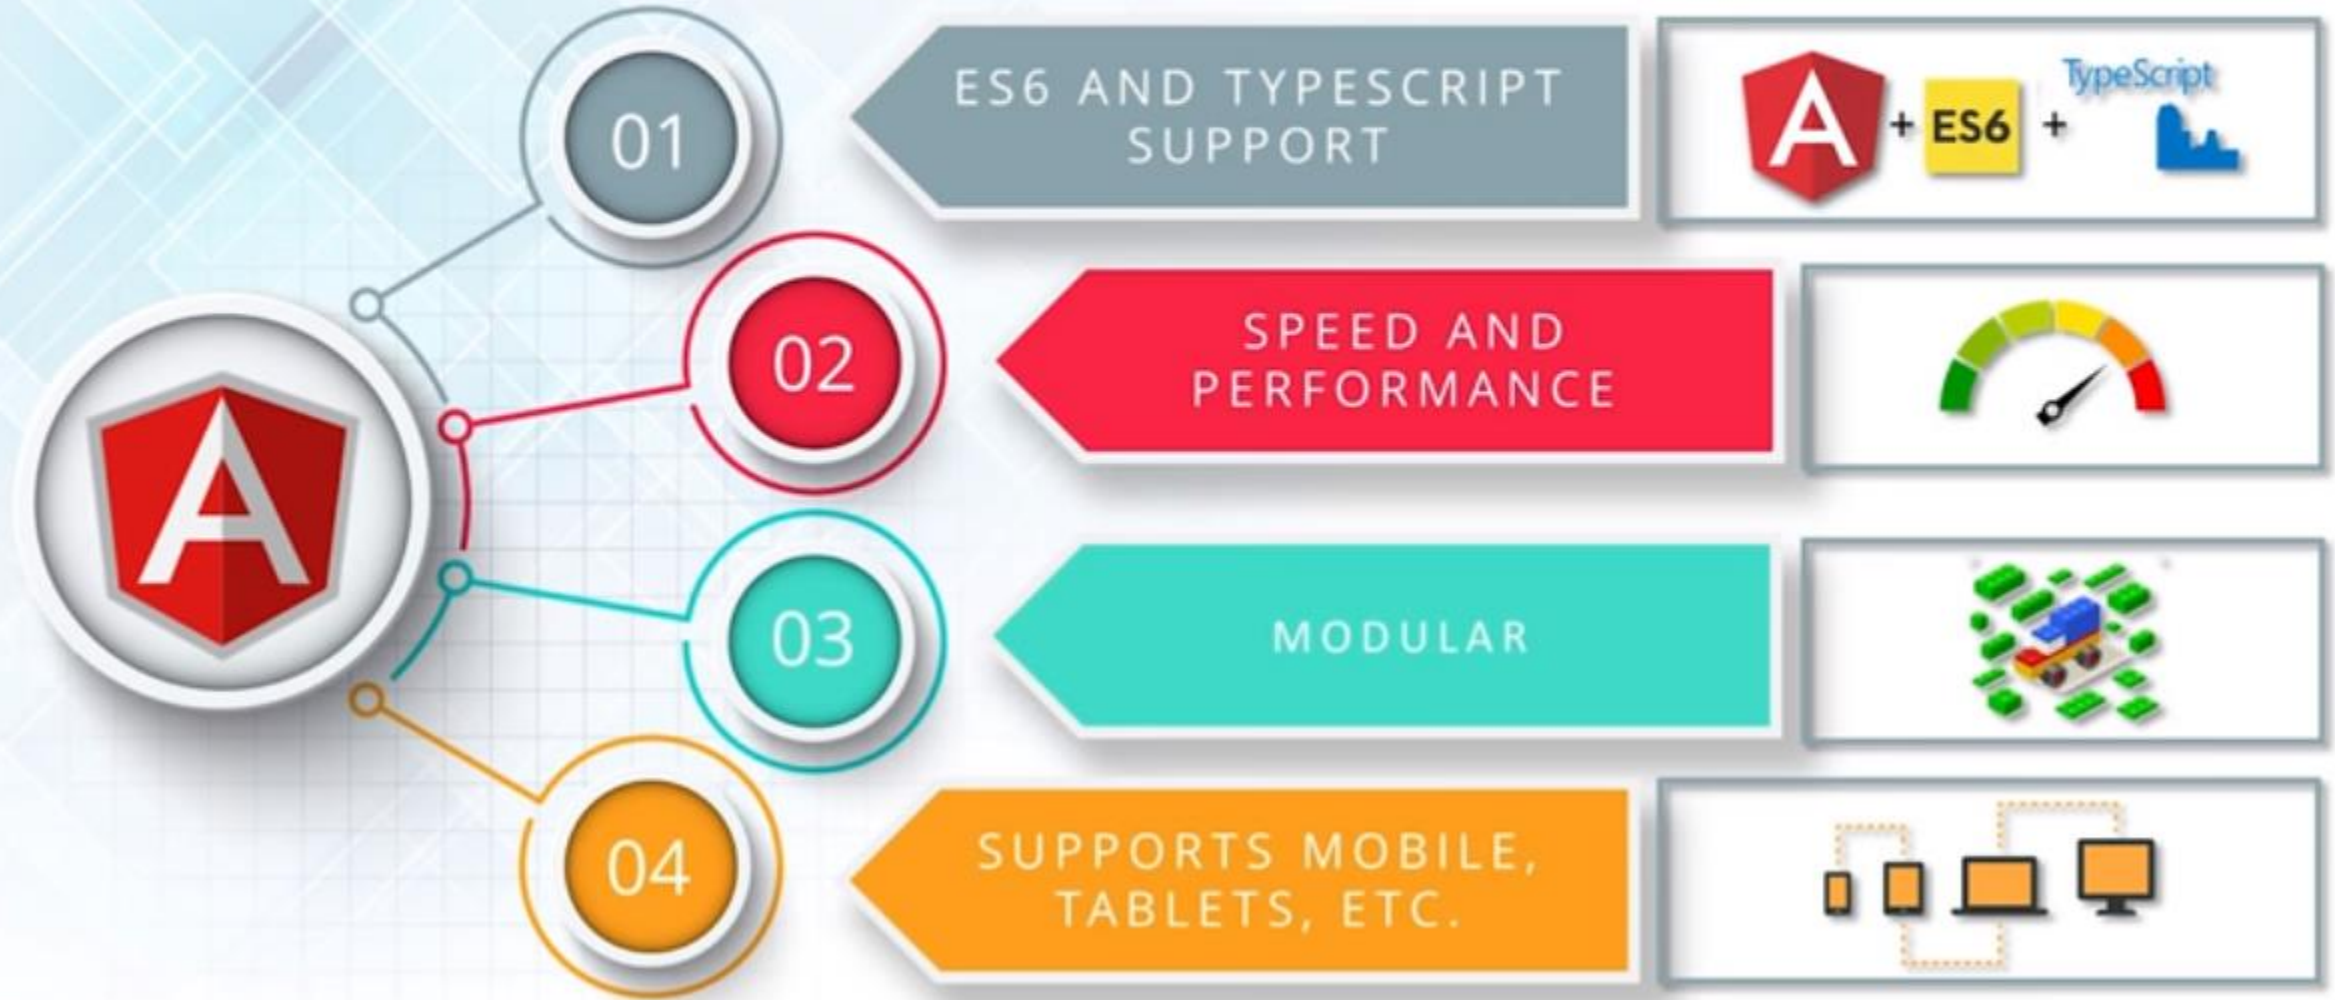 01
ES6 AND TYPESCRIPT
SUPPORT
A + ES6 + TypeScript
02
SPEED AND
PERFORMANCE
A
03
MODULAR
04
SUPPORTS MOBILE,
TABLETS, ETC.